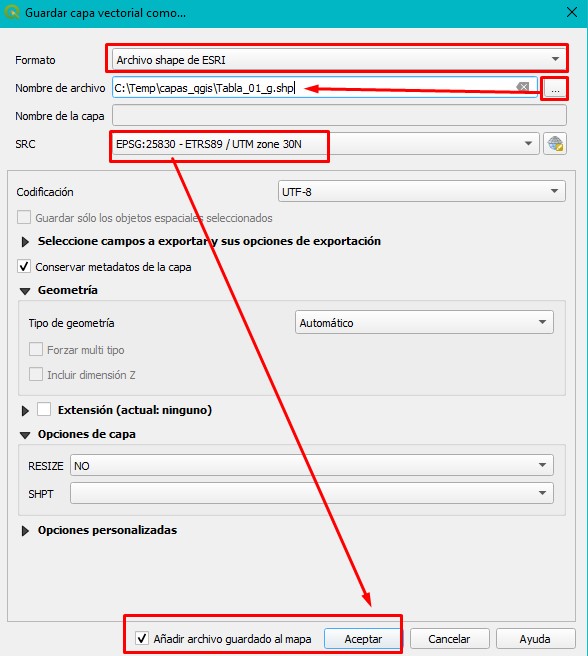 Guardar capa vectorial como...
Formato Archivo shape de ESRI
Nombre de archivo C:\Temp\capas_qgis\Tabla_01_g.shp ...
Nombre de la capa
SRC EPSG:25830 - ETRS89 / UTM zone 30N
Codificación UTF-8
Guardar sólo los objetos espaciales seleccionados
Seleccione campos a exportar y sus opciones de exportación
Conservar metadatos de la capa
Geometría
Tipo de geometría Automático
Forzar multi tipo
Incluir dimensión Z
Extensión (actual: ninguno)
Opciones de capa
RESIZE NO
SHPT
Opciones personalizadas
Añadir archivo guardado al mapa Aceptar Cancelar Ayuda